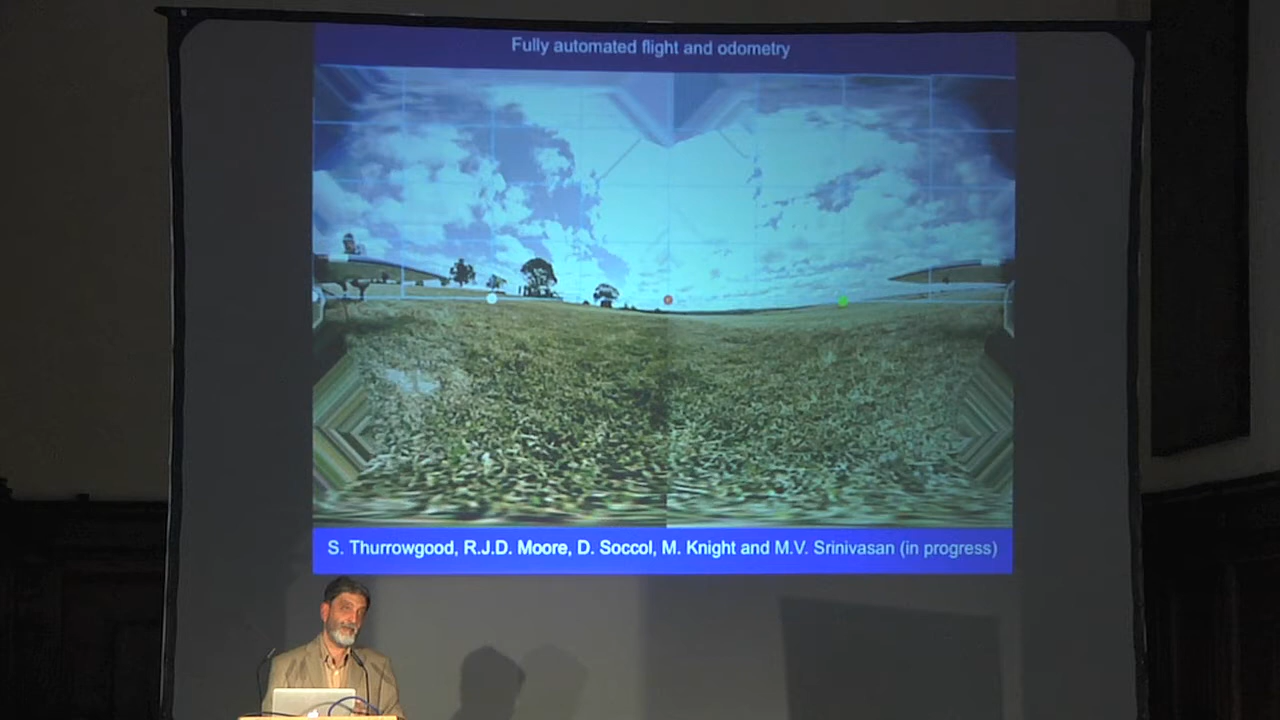 Fully automated flight and odometry
S. Thurrowgood, R.J.D. Moore, D. Soccol, M. Knight and M.V. Srinivasan (in progress)